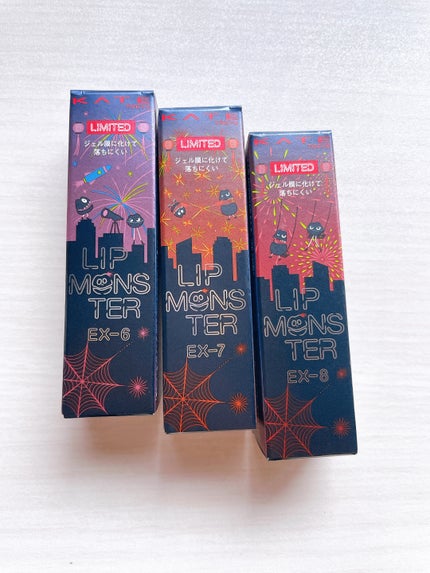 KATE
LIMITED
ジェル膜に化けて
落ちにくい
LIP
MONS
TER
EX-6
KATE
LIMITED
ジェル膜に化けて
落ちにくい
LIP
MONS
TER
EX-7
KATE
LIMITED
ジェル膜に化けて
落ちにくい
LIP
MONS
TER
EX-8